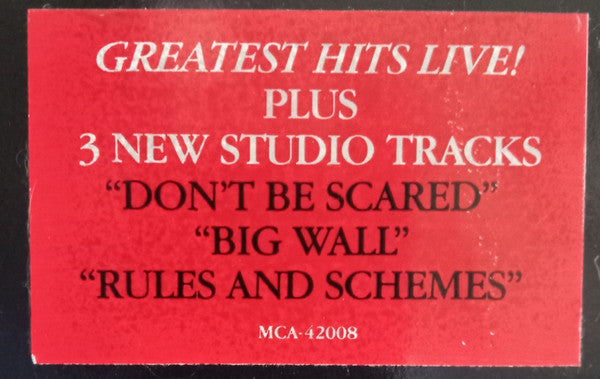 GREATEST HITS LIVE!
PLUS
3 NEW STUDIO TRACKS
“DON'T BE SCARED”
“BIG WALL”
“RULES AND SCHEMES”
MCA-42008